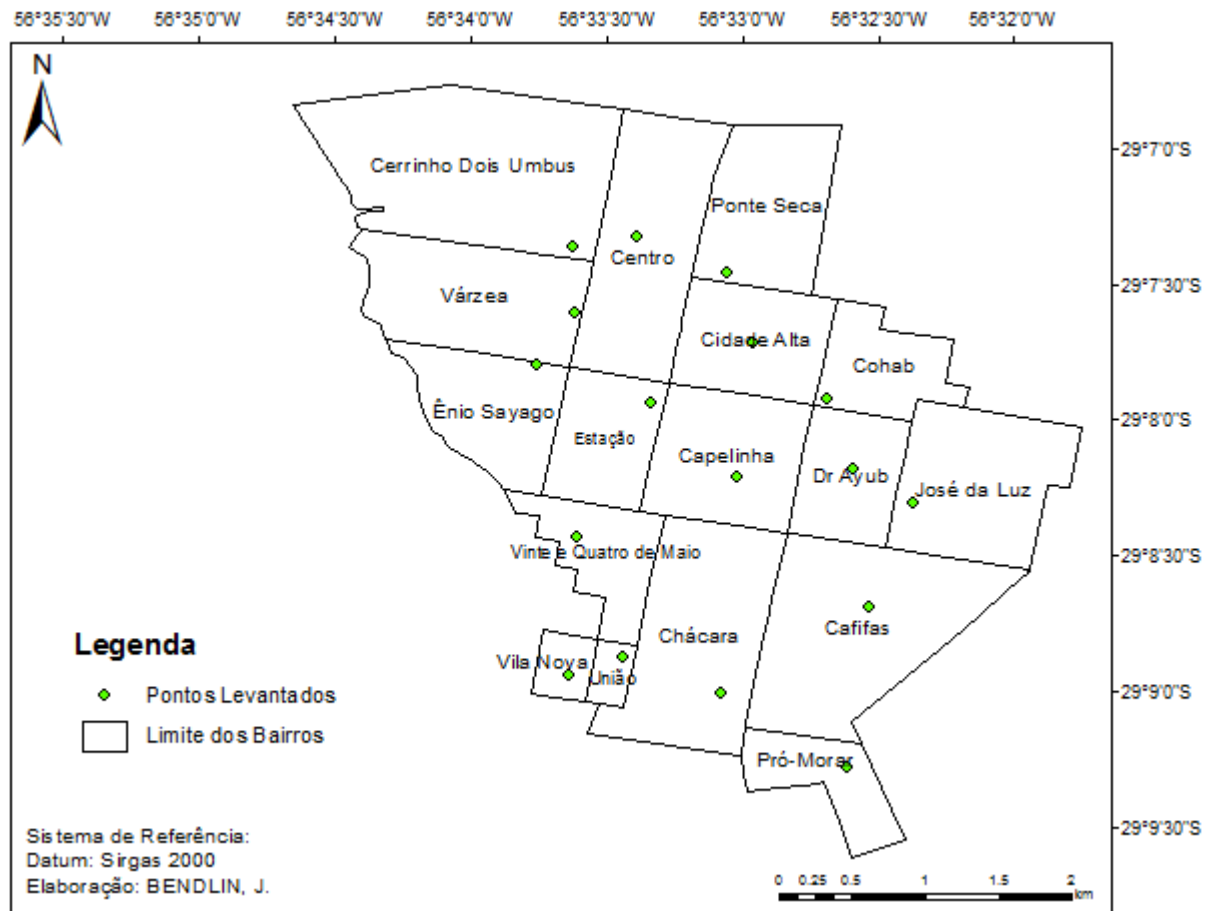 56°35'30"W 56°35'0"W 56°34'30"W 56°34'0"W 56°33'30"W 56°33'0"W 56°32'30"W 56°32'0"W
N
29°7'0"S
Cerrinho Dois Umbus
Ponte Seca
Centro
29°7'30"S
Várzea
Cidade Alta
Cohab
29°8'0"S
Ênio Sayago
Estação
Capelinha
Dr Ayub
José da Luz
29°8'30"S
Vinte e Quatro de Maio
Cafifas
Chácara
Vila Nova
União
29°9'0"S
Pró-Morar
29°9'30"S
Legenda
Pontos Levantados
Limite dos Bairros
Sistema de Referência:
Datum: Sirgas 2000
Elaboração: BENDLIN, J.
0 0.25 0.5 1 1.5 2
km